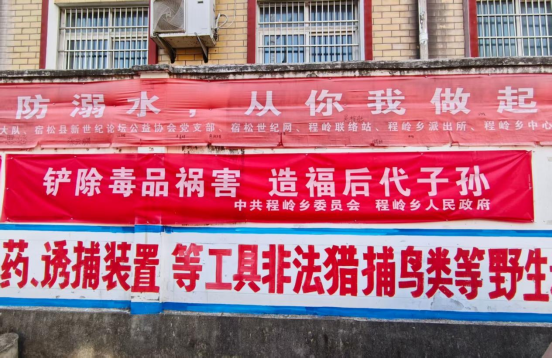 防溺水，从你我做起
大队、宿松县新世纪论坛公益协会党支部、宿松世纪网、程岭联络站、程岭乡派出所、程岭乡中心
铲除毒品祸害 造福后代子孙
中共程岭乡委员会 程岭乡人民政府
药、诱捕装置 等工具非法猎捕鸟类等野生